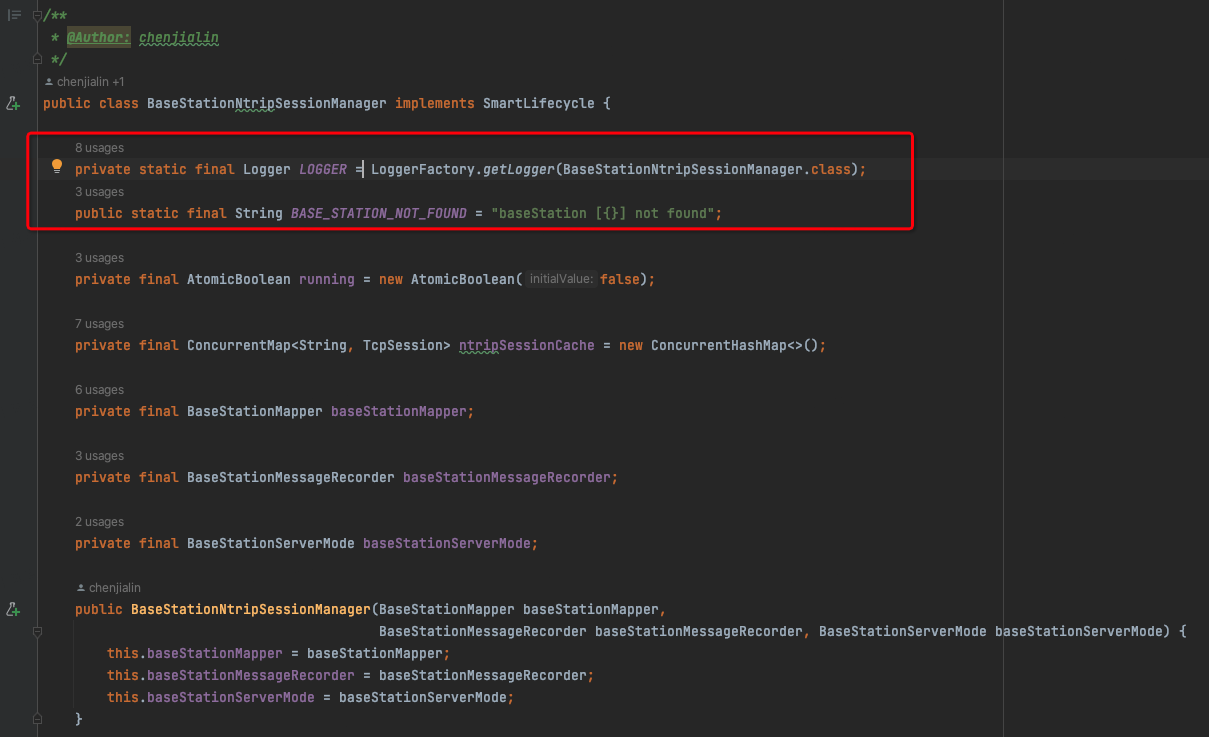 /**
* @Author: chenjialin
*/
chenjialin +1
public class BaseStationNtripSessionManager implements SmartLifecycle {
8 usages
private static final Logger LOGGER = LoggerFactory.getLogger(BaseStationNtripSessionManager.class);
3 usages
public static final String BASE_STATION_NOT_FOUND = "baseStation [{}] not found";
3 usages
private final AtomicBoolean running = new AtomicBoolean( initialValue: false);
7 usages
private final ConcurrentMap<String, TcpSession> ntripSessionCache = new ConcurrentHashMap<>();
6 usages
private final BaseStationMapper baseStationMapper;
3 usages
private final BaseStationMessageRecorder baseStationMessageRecorder;
2 usages
private final BaseStationServerMode baseStationServerMode;
chenjialin
public BaseStationNtripSessionManager(BaseStationMapper baseStationMapper,
BaseStationMessageRecorder baseStationMessageRecorder, BaseStationServerMode baseStationServerMode) {
this.baseStationMapper = baseStationMapper;
this.baseStationMessageRecorder = baseStationMessageRecorder;
this.baseStationServerMode = baseStationServerMode;
}